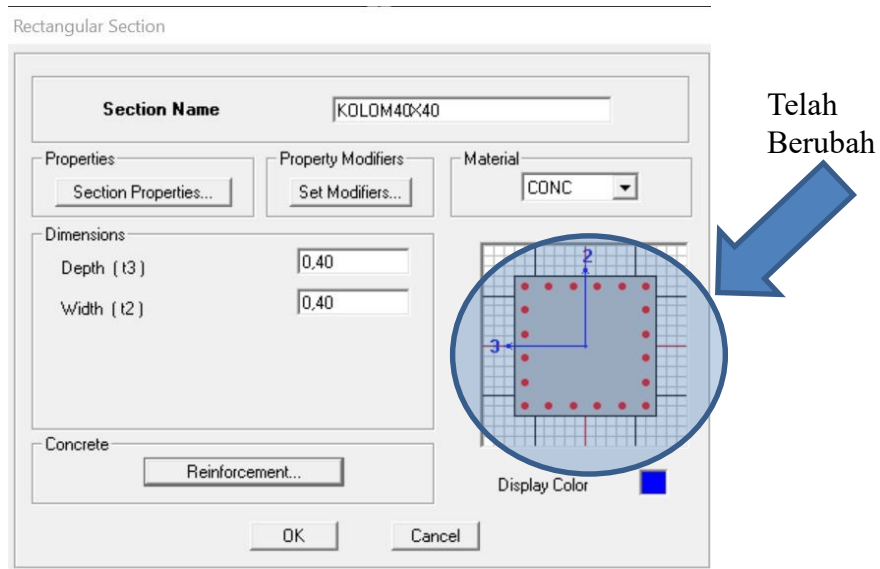 Rectangular Section
Section Name
KOLOM40X40
Telah
Berubah
Properties
Section Properties...
Property Modifiers
Set Modifiers...
Material
CONC
Dimensions
Depth ( t3 )
0,40
Width ( t2 )
0,40
2
3
Concrete
Reinforcement...
Display Color
OK
Cancel